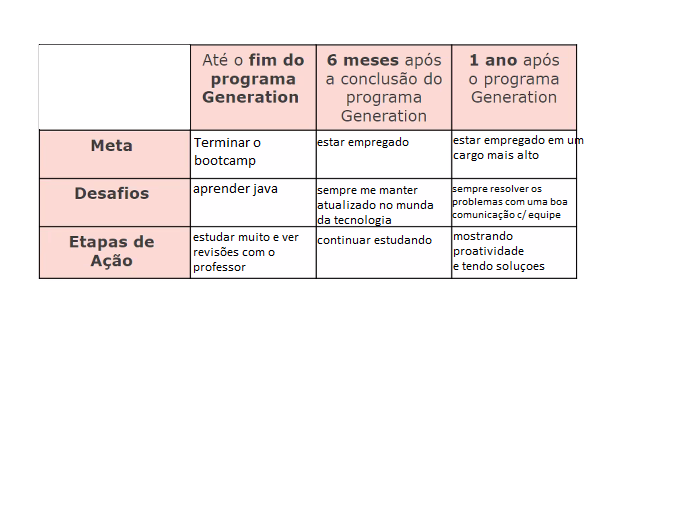 Até o fim do
programa
Generation
6 meses após
a conclusão do
programa
Generation
1 ano após
o programa
Generation
Meta
Terminar o
bootcamp
estar empregado
estar empregado em um
cargo mais alto
Desafios
aprender java
sempre me manter
atualizado no munda
da tecnologia
sempre resolver os
problemas com uma boa
comunicação c/ equipe
Etapas de
Ação
estudar muito e ver
revisões com o
professor
continuar estudando
mostrando
proatividade
e tendo soluçoes